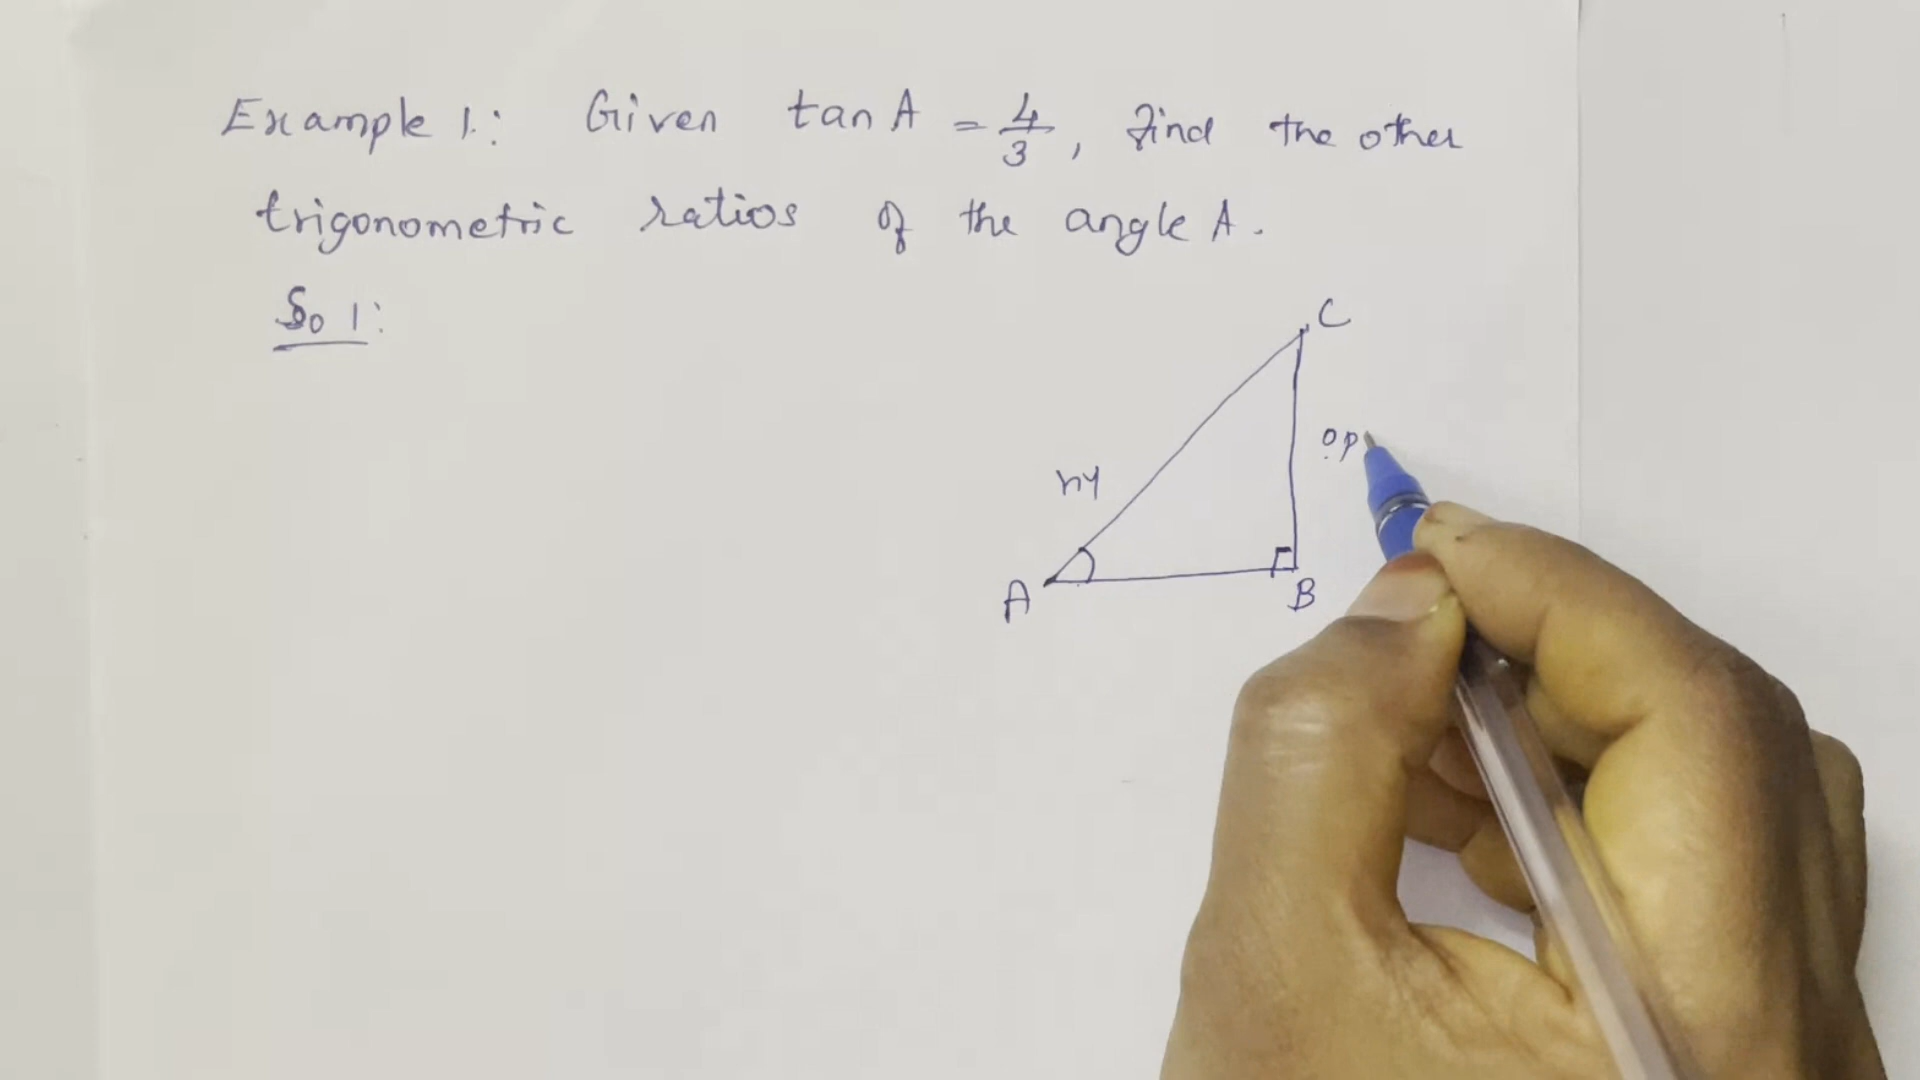 Example 1: Given tan A = 4/3, find the other
trigonometric ratios of the angle A.
Sol:
C
op
hy
A
B